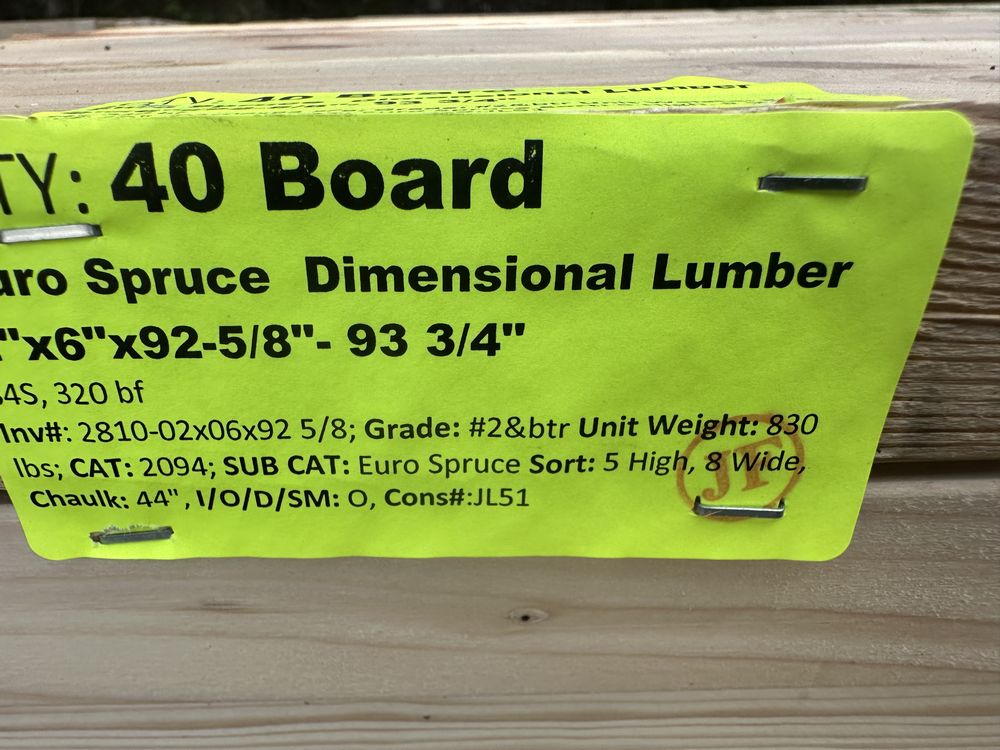 TY: 40 Board
uro Spruce Dimensional Lumber
"x6"x92-5/8"- 93 3/4"
4S, 320 bf
Inv#: 2810-02x06x92 5/8; Grade: #2&btr Unit Weight: 830
lbs; CAT: 2094; SUB CAT: Euro Spruce Sort: 5 High, 8 Wide,
Chaulk: 44", I/O/D/SM: O, Cons#:JL51
JT